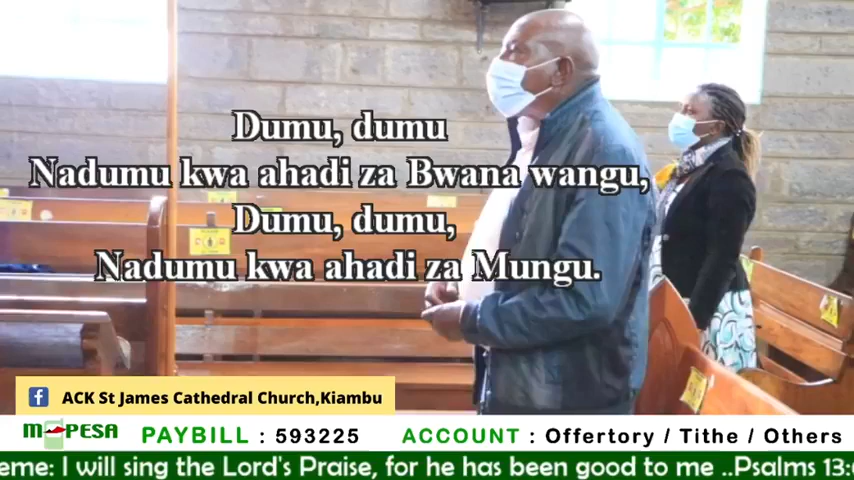 Dumu, dumu
Nadumu kwa ahadi za Bwana wangu,
Dumu, dumu,
Nadumu kwa ahadi za Mungu.
ACK St James Cathedral Church,Kiambu
M-PESA PAYBILL : 593225 ACCOUNT : Offertory / Tithe / Others
eme: I will sing the Lord's Praise, for he has been good to me ..Psalms 13:6